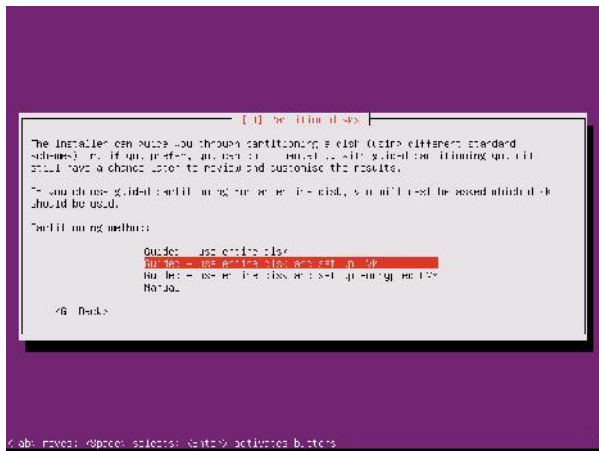 [!] Partition disks
The installer can guide you through partitioning a disk (using different standard
schemes) or, if you prefer, you can do it manually. With guided partitioning you will
still have a chance later to review and customise the results.
If you choose guided partitioning for an entire disk, you will next be asked which disk
should be used.
Partitioning method:
Guided - use entire disk
Guided - use entire disk and set up LVM
Guided - use entire disk and set up encrypted LVM
Manual
<Go Back>
<Tab> moves; <Space> selects; <Enter> activates buttons